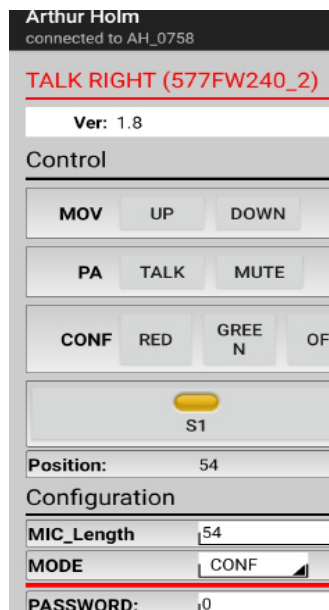 Arthur Holm
connected to AH_0758
TALK RIGHT (577FW240_2)
Ver: 1.8
Control
MOV UP DOWN
PA TALK MUTE
CONF RED GREE
N OF
S1
Position: 54
Configuration
MIC_Length 54
MODE CONF
PASSWORD: 0